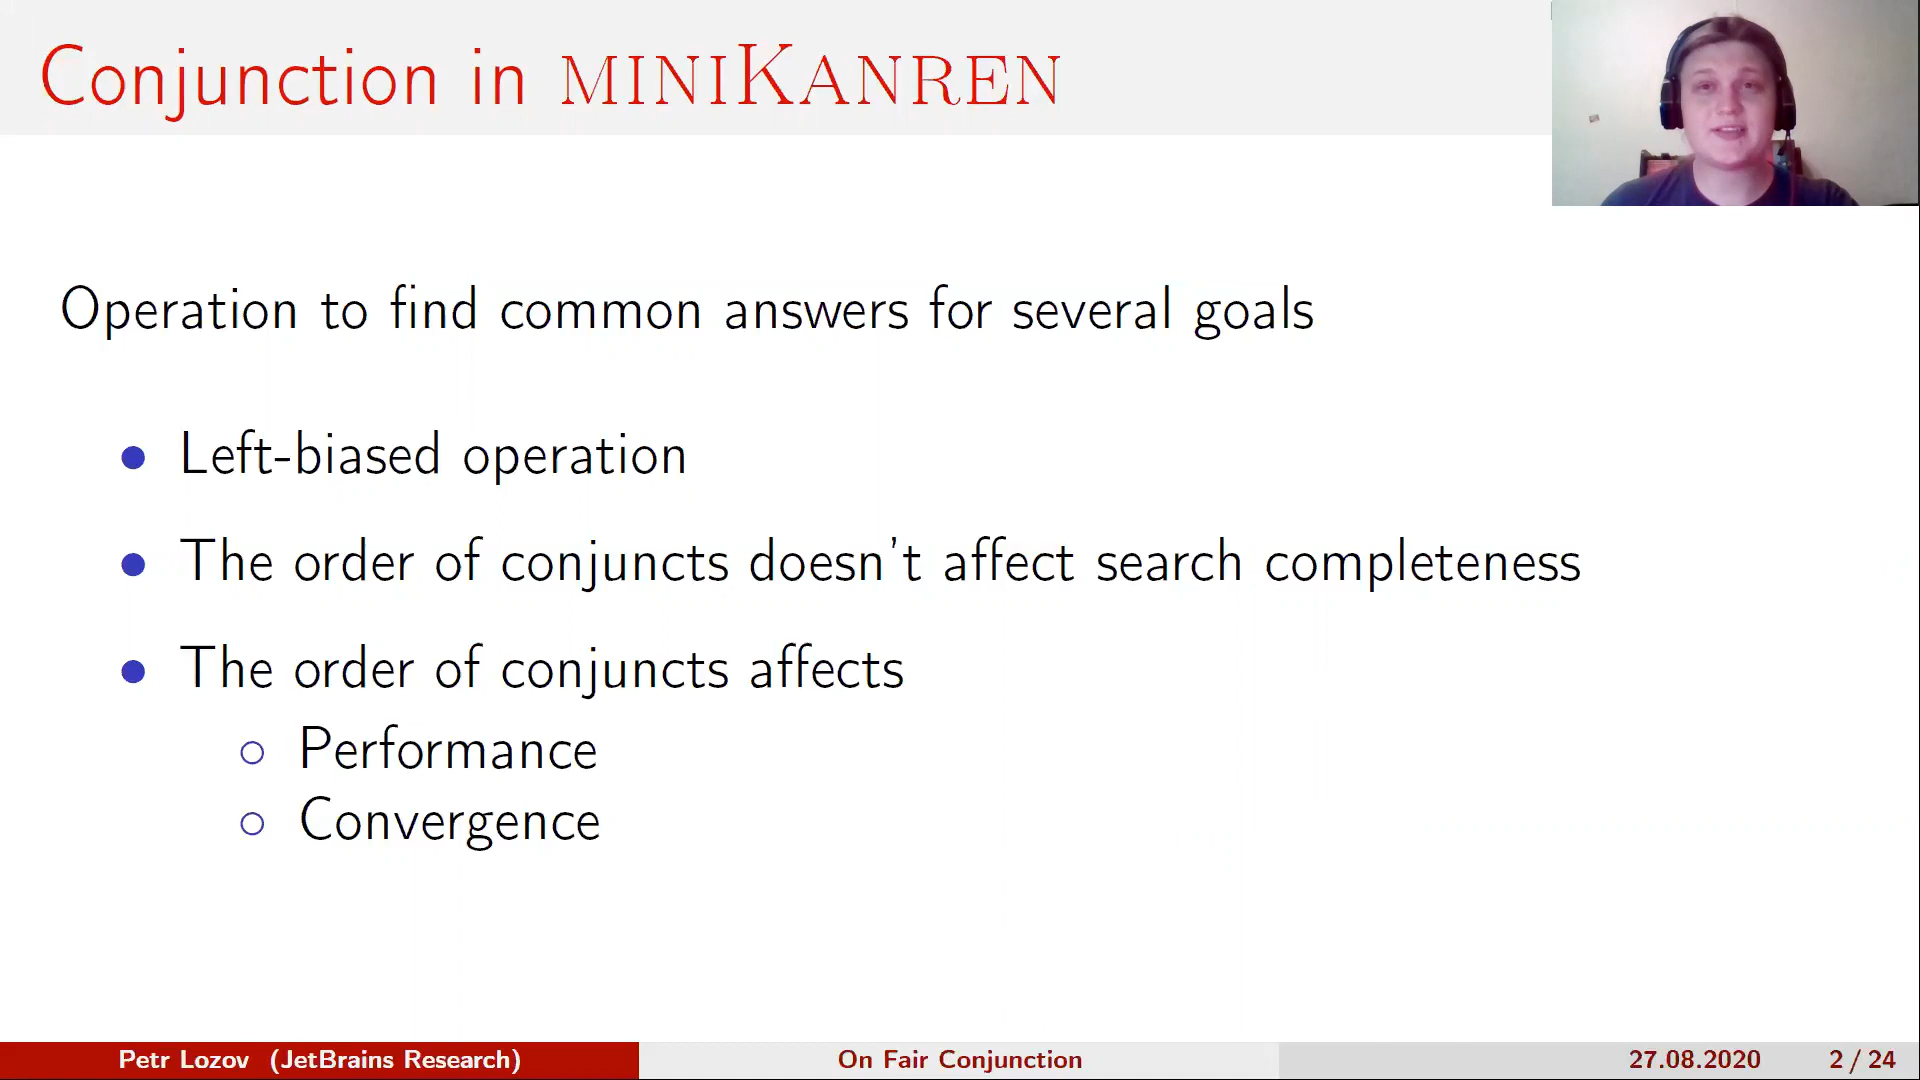 Conjunction in MINIKANREN
Operation to find common answers for several goals
• Left-biased operation
• The order of conjuncts doesn't affect search completeness
• The order of conjuncts affects
○ Performance
○ Convergence
Petr Lozov (JetBrains Research) On Fair Conjunction 27.08.2020 2 / 24